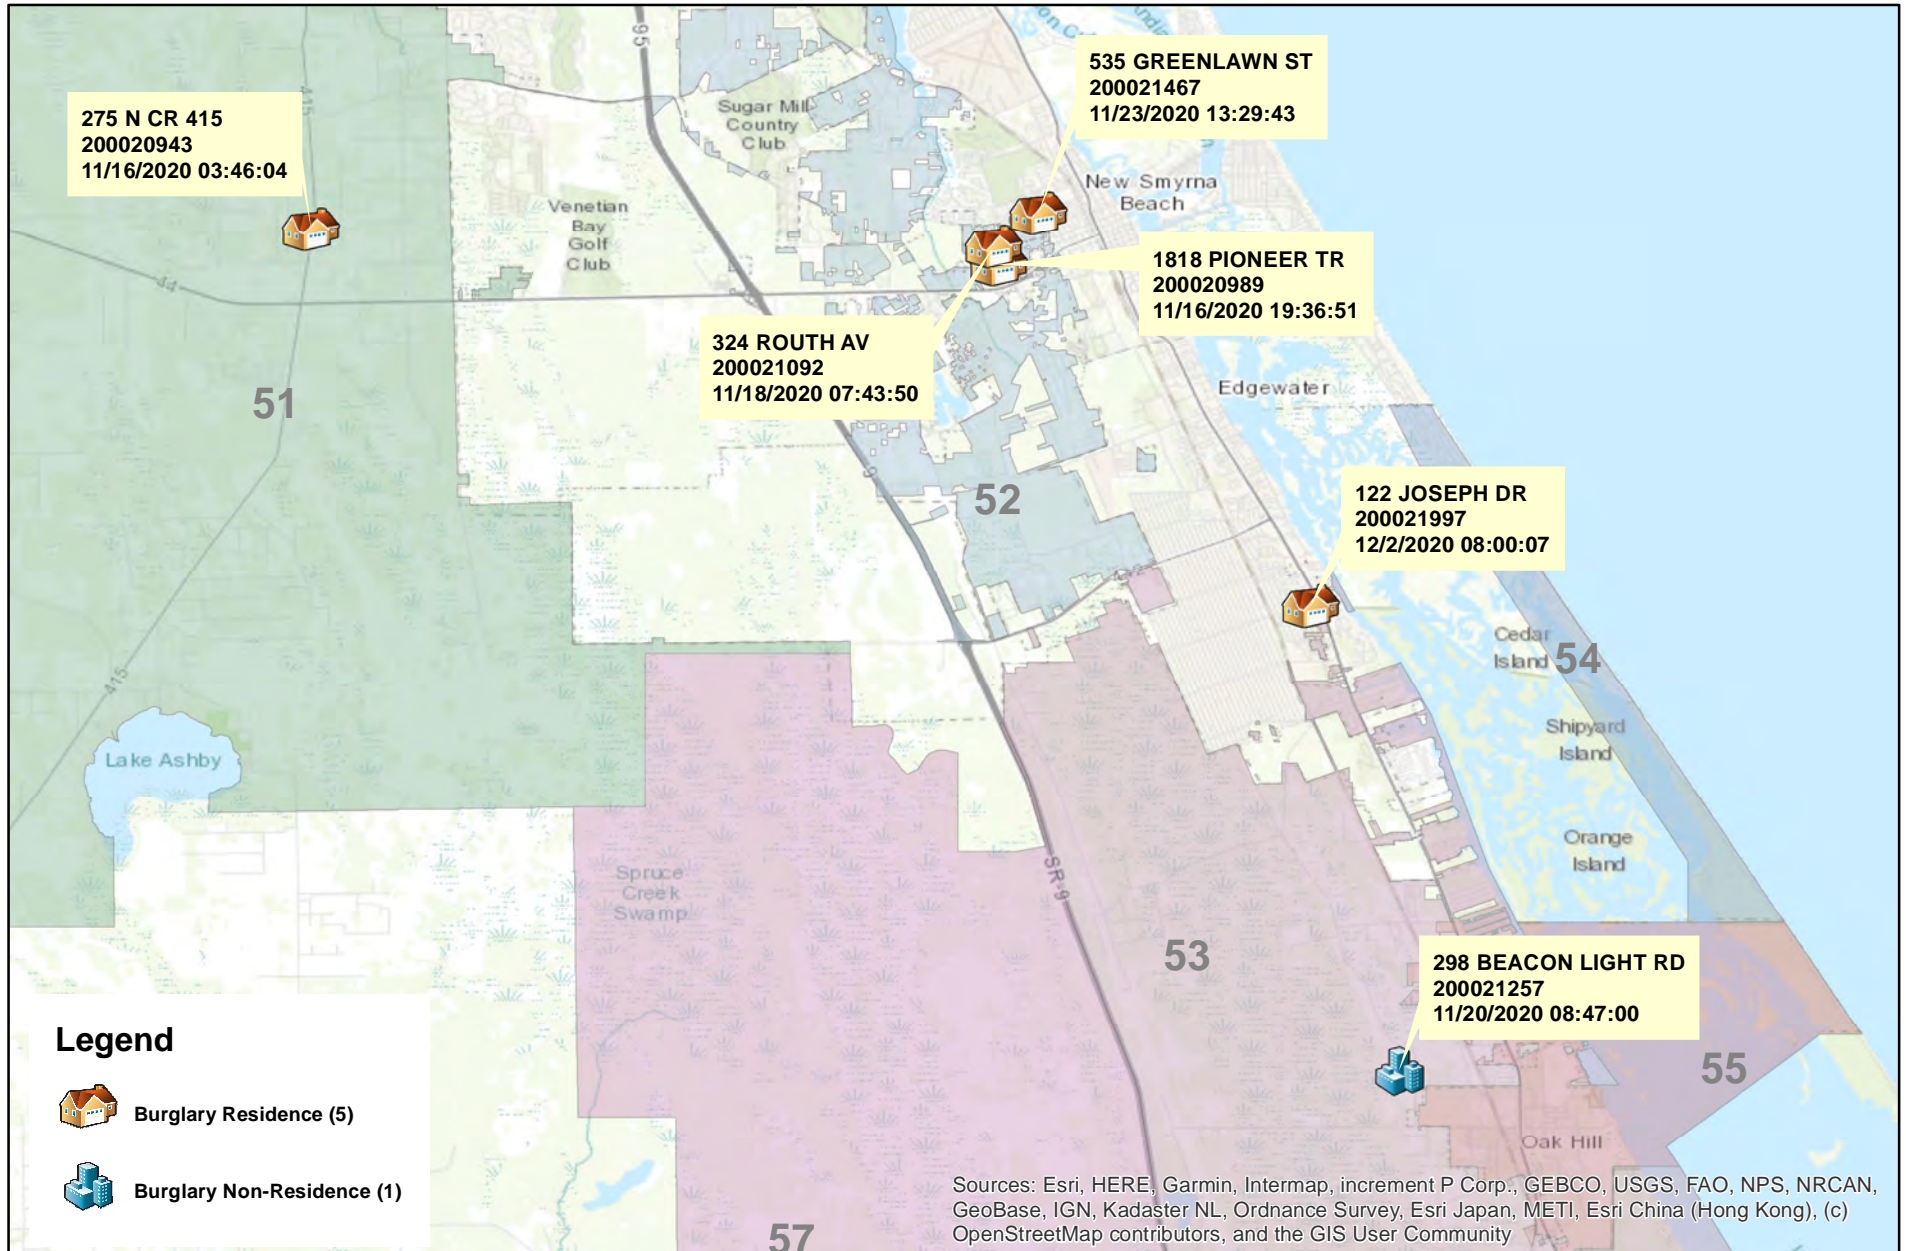 95
535 GREENLAWN ST
200021467
11/23/2020 13:29:43
275 N CR 415
200020943
11/16/2020 03:46:04
415
Sugar Mill
Country
Club
New Smyrna
Beach
Venetian
Bay
Golf
Club
44
1818 PIONEER TR
200020989
11/16/2020 19:36:51
324 ROUTH AV
200021092
11/18/2020 07:43:50
51
Edgewater
9
52
122 JOSEPH DR
200021997
12/2/2020 08:00:07
Cedar
Island
54
415
Lake Ashby
Shipyard
Island
Orange
Island
Spruce
Creek
Swamp
SR 9
53
298 BEACON LIGHT RD
200021257
11/20/2020 08:47:00
55
Oak Hill
57
Legend
Burglary Residence (5)
Burglary Non-Residence (1)
Sources: Esri, HERE, Garmin, Intermap, increment P Corp., GEBCO, USGS, FAO, NPS, NRCAN,
GeoBase, IGN, Kadaster NL, Ordnance Survey, Esri Japan, METI, Esri China (Hong Kong), (c)
OpenStreetMap contributors, and the GIS User Community